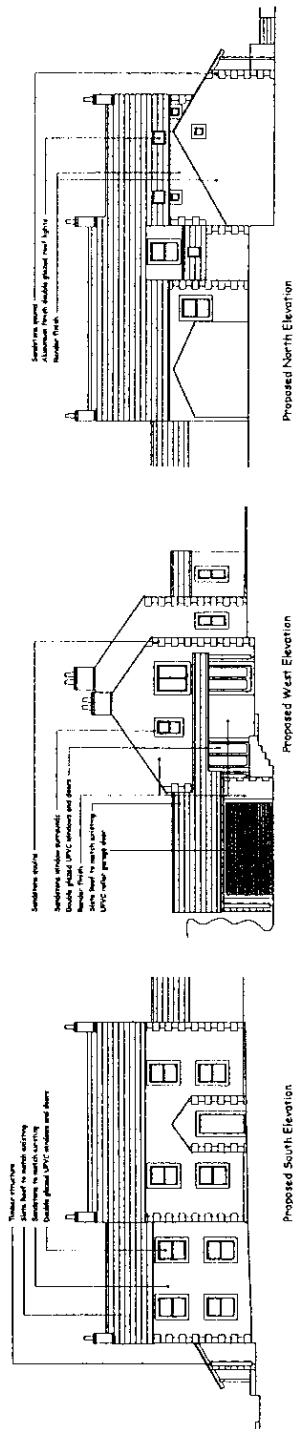 Timber structure
Slate Roof to match existing
Sandstone to match existing
Double glazed UPVC windows and doors
Proposed South Elevation
Sandstone quoins
Sandstone window surrounds
Double glazed UPVC windows and doors
Render finish
Slate Roof to match existing
UPVC roller garage door
Proposed West Elevation
Sandstone quoins
Aluminium finish double glazed roof lights
Render finish
Proposed North Elevation